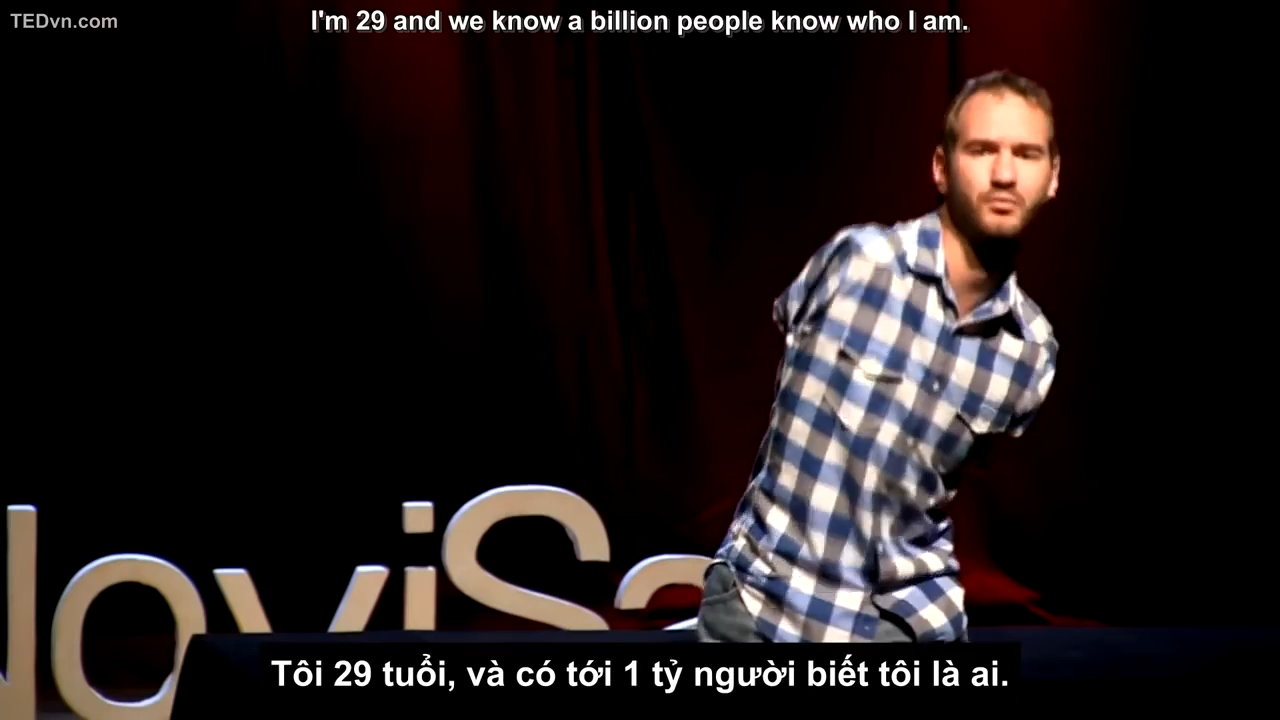 TEDvn.com
I'm 29 and we know a billion people know who I am.
NoviSa
Tôi 29 tuổi, và có tới 1 tỷ người biết tôi là ai.